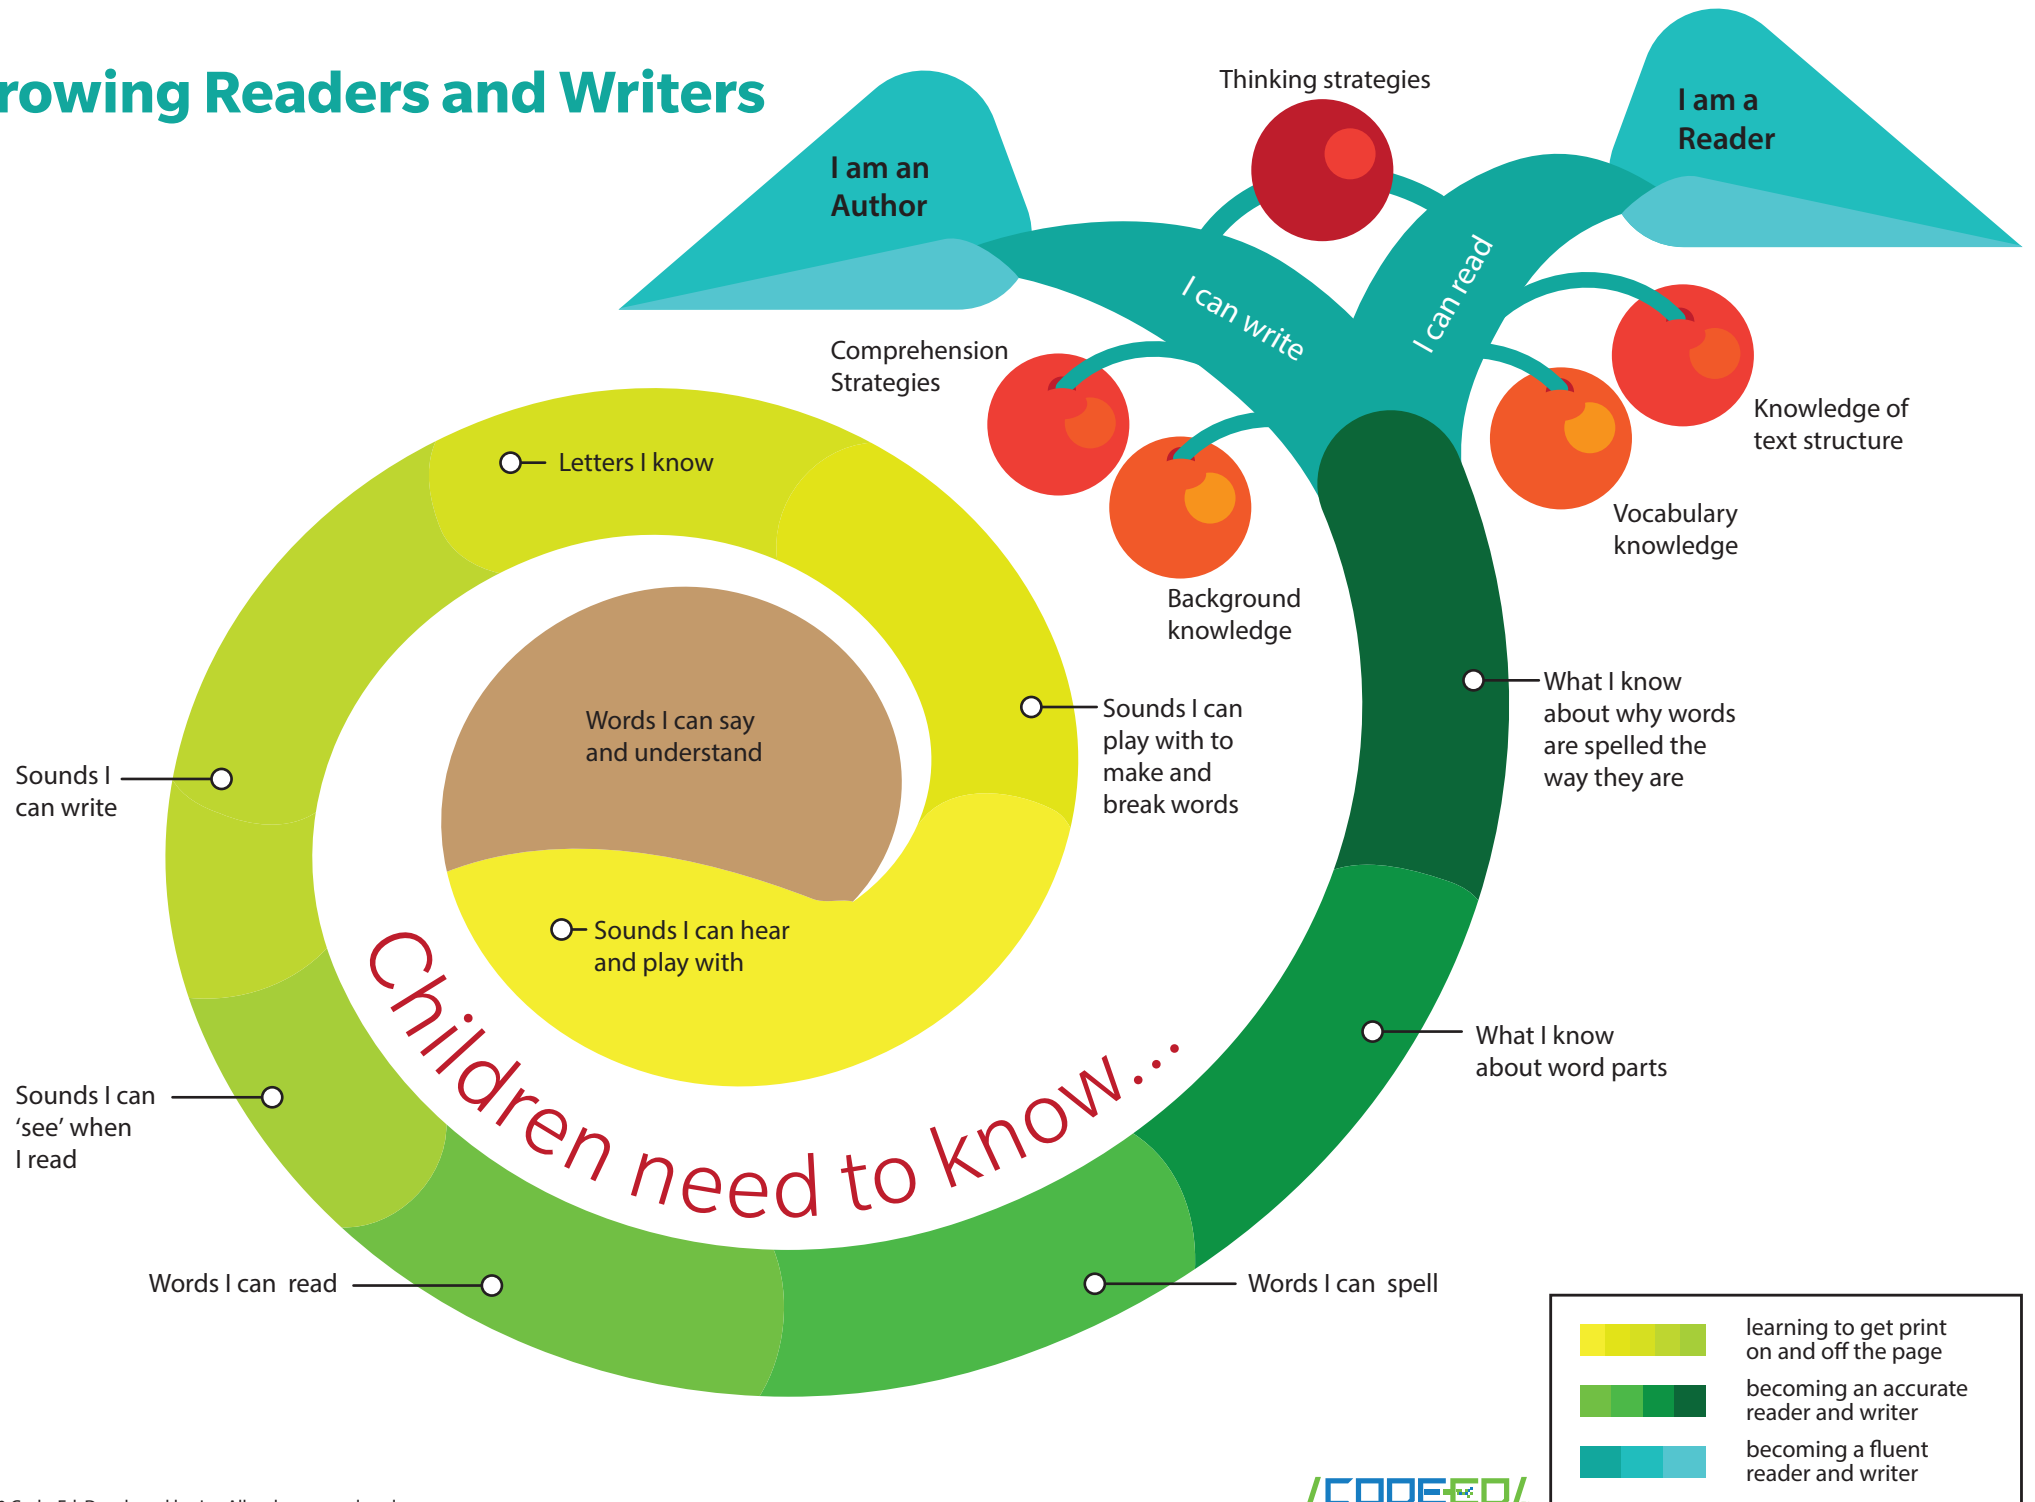 rowing Readers and Writers
I am an
Author
Thinking strategies
I am a
Reader
I can write
I can read
Comprehension
Strategies
Background
knowledge
Knowledge of
text structure
Vocabulary
knowledge
Letters I know
Words I can say
and understand
Sounds I can
play with to
make and
break words
What I know
about why words
are spelled the
way they are
Sounds I
can write
Sounds I can hear
and play with
Children need to know...
What I know
about word parts
Sounds I can
‘see’ when
I read
Words I can read
Words I can spell
learning to get print
on and off the page
becoming an accurate
reader and writer
becoming a fluent
reader and writer